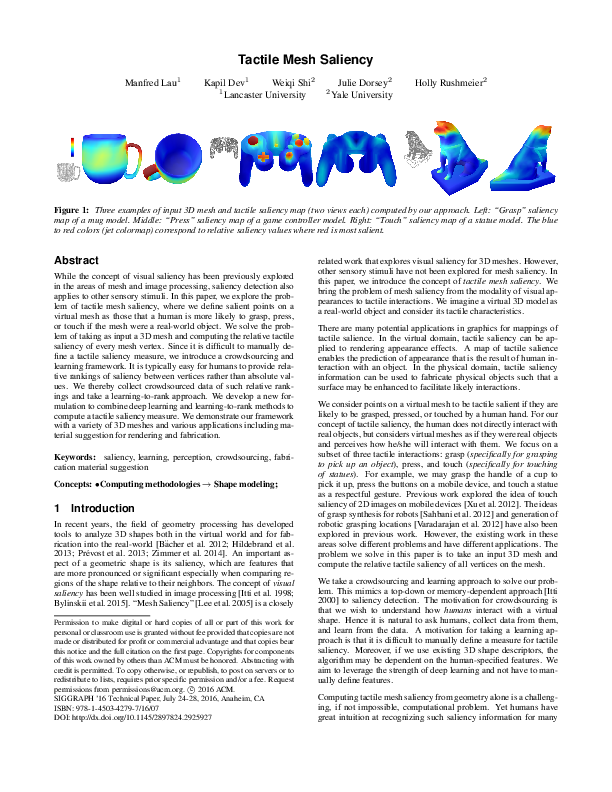 Tactile Mesh Saliency
Manfred Lau1 Kapil Dev1 Weiqi Shi2 Julie Dorsey2 Holly Rushmeier2
1Lancaster University 2Yale University
Figure 1: Three examples of input 3D mesh and tactile saliency map (two views each) computed by our approach. Left: “Grasp” saliency
map of a mug model. Middle: “Press” saliency map of a game controller model. Right: “Touch” saliency map of a statue model. The blue
to red colors (jet colormap) correspond to relative saliency values where red is most salient.
Abstract
While the concept of visual saliency has been previously explored
in the areas of mesh and image processing, saliency detection also
applies to other sensory stimuli. In this paper, we explore the prob-
lem of tactile mesh saliency, where we define salient points on a
virtual mesh as those that a human is more likely to grasp, press,
or touch if the mesh were a real-world object. We solve the prob-
lem of taking as input a 3D mesh and computing the relative tactile
saliency of every mesh vertex. Since it is difficult to manually de-
fine a tactile saliency measure, we introduce a crowdsourcing and
learning framework. It is typically easy for humans to provide rela-
tive rankings of saliency between vertices rather than absolute val-
ues. We thereby collect crowdsourced data of such relative rank-
ings and take a learning-to-rank approach. We develop a new for-
mulation to combine deep learning and learning-to-rank methods to
compute a tactile saliency measure. We demonstrate our framework
with a variety of 3D meshes and various applications including ma-
terial suggestion for rendering and fabrication.
Keywords: saliency, learning, perception, crowdsourcing, fabri-
cation material suggestion
Concepts: •Computing methodologies → Shape modeling;
1 Introduction
In recent years, the field of geometry processing has developed
tools to analyze 3D shapes both in the virtual world and for fab-
rication into the real-world [Bächer et al. 2012; Hildebrand et al.
2013; Prévost et al. 2013; Zimmer et al. 2014]. An important as-
pect of a geometric shape is its saliency, which are features that
are more pronounced or significant especially when comparing re-
gions of the shape relative to their neighbors. The concept of visual
saliency has been well studied in image processing [Itti et al. 1998;
Bylinskii et al. 2015]. “Mesh Saliency” [Lee et al. 2005] is a closely
Permission to make digital or hard copies of all or part of this work for
personal or classroom use is granted without fee provided that copies are not
made or distributed for profit or commercial advantage and that copies bear
this notice and the full citation on the first page. Copyrights for components
of this work owned by others than ACM must be honored. Abstracting with
credit is permitted. To copy otherwise, or republish, to post on servers or to
redistribute to lists, requires prior specific permission and/or a fee. Request
permissions from permissions@acm.org. © 2016 ACM.
SIGGRAPH ’16 Technical Paper, July 24-28, 2016, Anaheim, CA
ISBN: 978-1-4503-4279-7/16/07
DOI: http://dx.doi.org/10.1145/2897824.2925927
related work that explores visual saliency for 3D meshes. However,
other sensory stimuli have not been explored for mesh saliency. In
this paper, we introduce the concept of tactile mesh saliency. We
bring the problem of mesh saliency from the modality of visual ap-
pearances to tactile interactions. We imagine a virtual 3D model as
a real-world object and consider its tactile characteristics.
There are many potential applications in graphics for mappings of
tactile salience. In the virtual domain, tactile saliency can be ap-
plied to rendering appearance effects. A map of tactile salience
enables the prediction of appearance that is the result of human in-
teraction with an object. In the physical domain, tactile saliency
information can be used to fabricate physical objects such that a
surface may be enhanced to facilitate likely interactions.
We consider points on a virtual mesh to be tactile salient if they are
likely to be grasped, pressed, or touched by a human hand. For our
concept of tactile saliency, the human does not directly interact with
real objects, but considers virtual meshes as if they were real objects
and perceives how he/she will interact with them. We focus on a
subset of three tactile interactions: grasp (specifically for grasping
to pick up an object), press, and touch (specifically for touching
of statues). For example, we may grasp the handle of a cup to
pick it up, press the buttons on a mobile device, and touch a statue
as a respectful gesture. Previous work explored the idea of touch
saliency of 2D images on mobile devices [Xu et al. 2012]. The ideas
of grasp synthesis for robots [Sahbani et al. 2012] and generation of
robotic grasping locations [Varadarajan et al. 2012] have also been
explored in previous work. However, the existing work in these
areas solve different problems and have different applications. The
problem we solve in this paper is to take an input 3D mesh and
compute the relative tactile saliency of all vertices on the mesh.
We take a crowdsourcing and learning approach to solve our prob-
lem. This mimics a top-down or memory-dependent approach [Itti
2000] to saliency detection. The motivation for crowdsourcing is
that we wish to understand how humans interact with a virtual
shape. Hence it is natural to ask humans, collect data from them,
and learn from the data. A motivation for taking a learning ap-
proach is that it is difficult to manually define a measure for tactile
saliency. Moreover, if we use existing 3D shape descriptors, the
algorithm may be dependent on the human-specified features. We
aim to leverage the strength of deep learning and not have to man-
ually define features.
Computing tactile mesh saliency from geometry alone is a challeng-
ing, if not impossible, computational problem. Yet humans have
great intuition at recognizing such saliency information for many